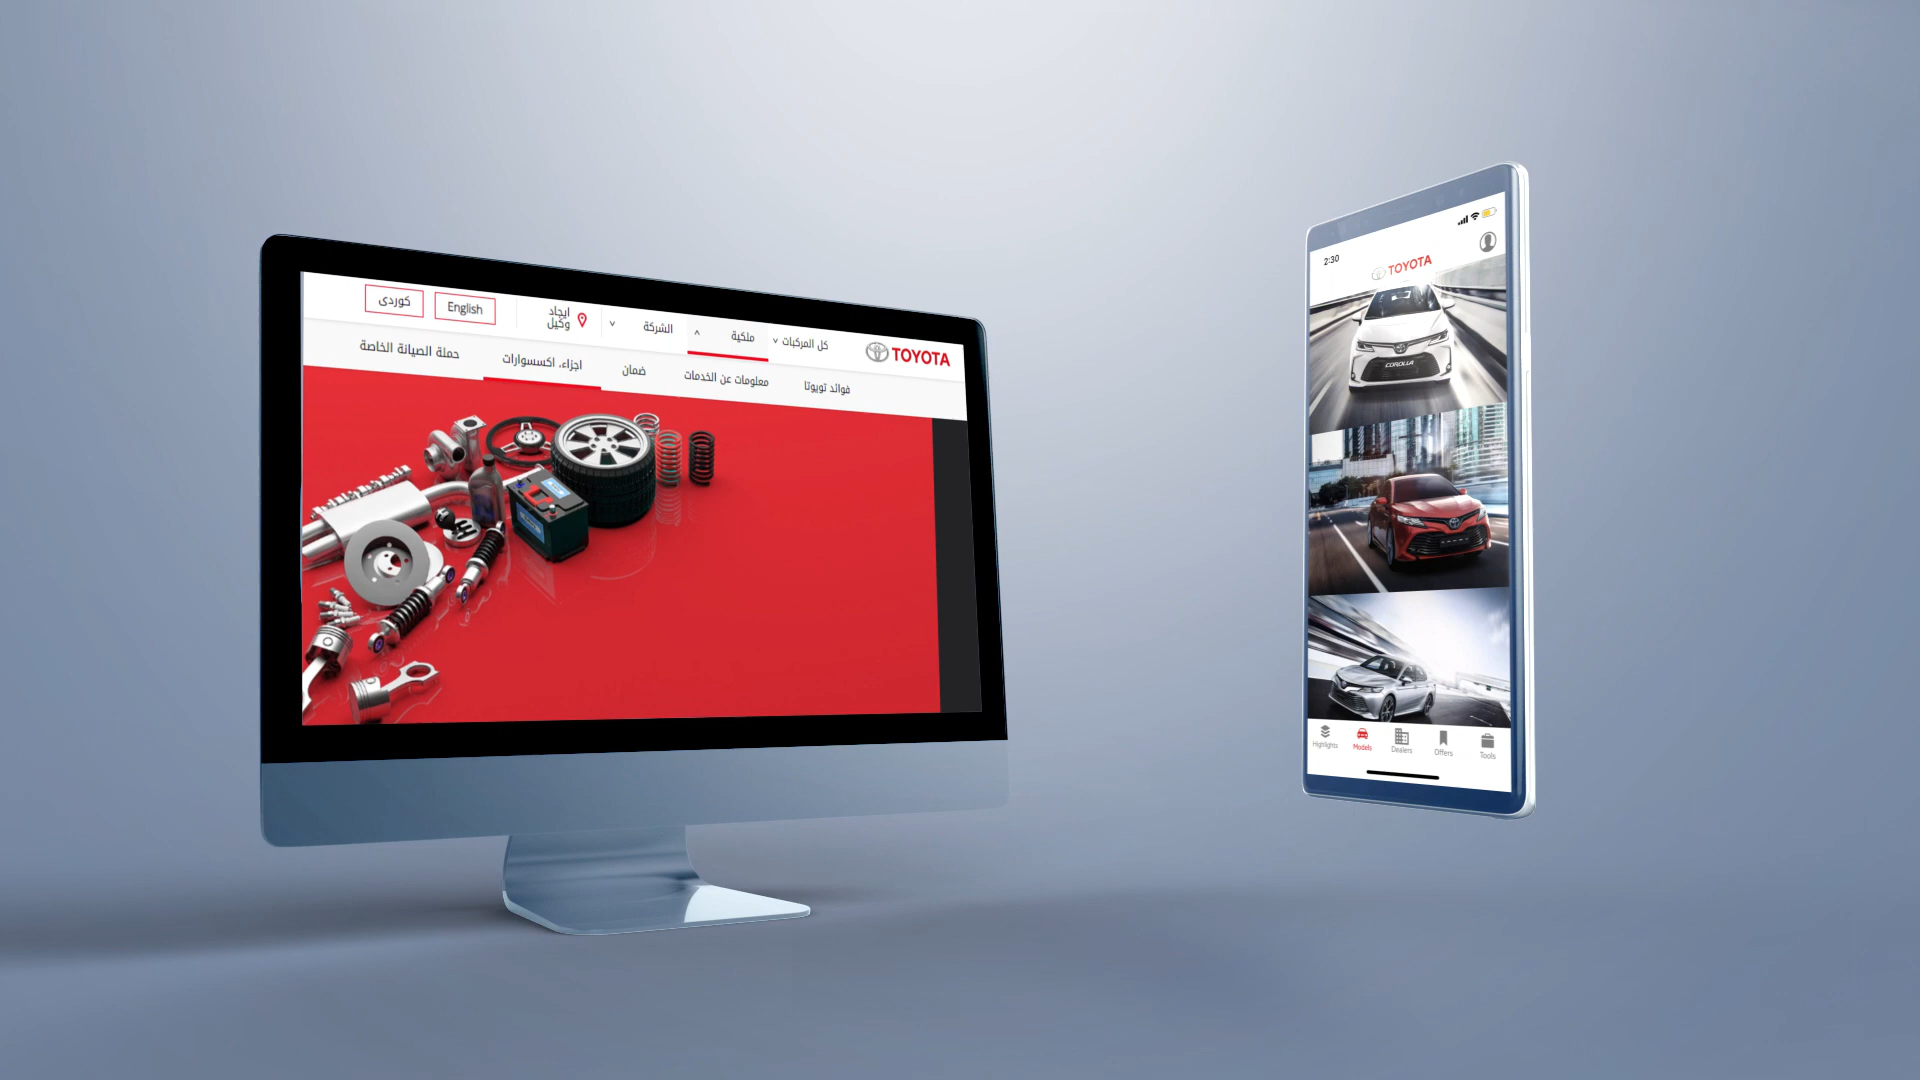 TOYOTA
كل المركبات
ملكية
الشركة
ايجاد
وكيل
English
كوردى
فوائد تويوتا
معلومات عن الخدمات
ضمان
اجزاء، اكسسوارات
حملة الصيانة الخاصة
2:30
TOYOTA
COROLLA
Highlights
Models
Dealers
Offers
Tools